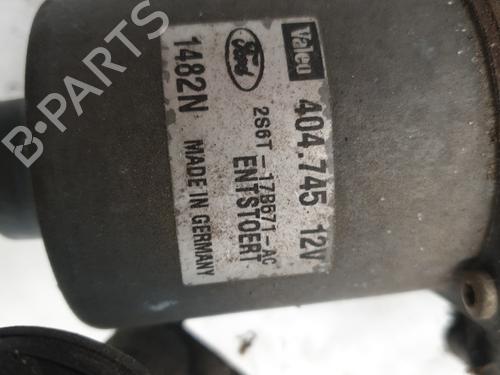 Valeo
404.745 12V
Ford
2S6T-17B671-AC
ENTSTOERT
1482N
MADE IN GERMANY
B-PARTS